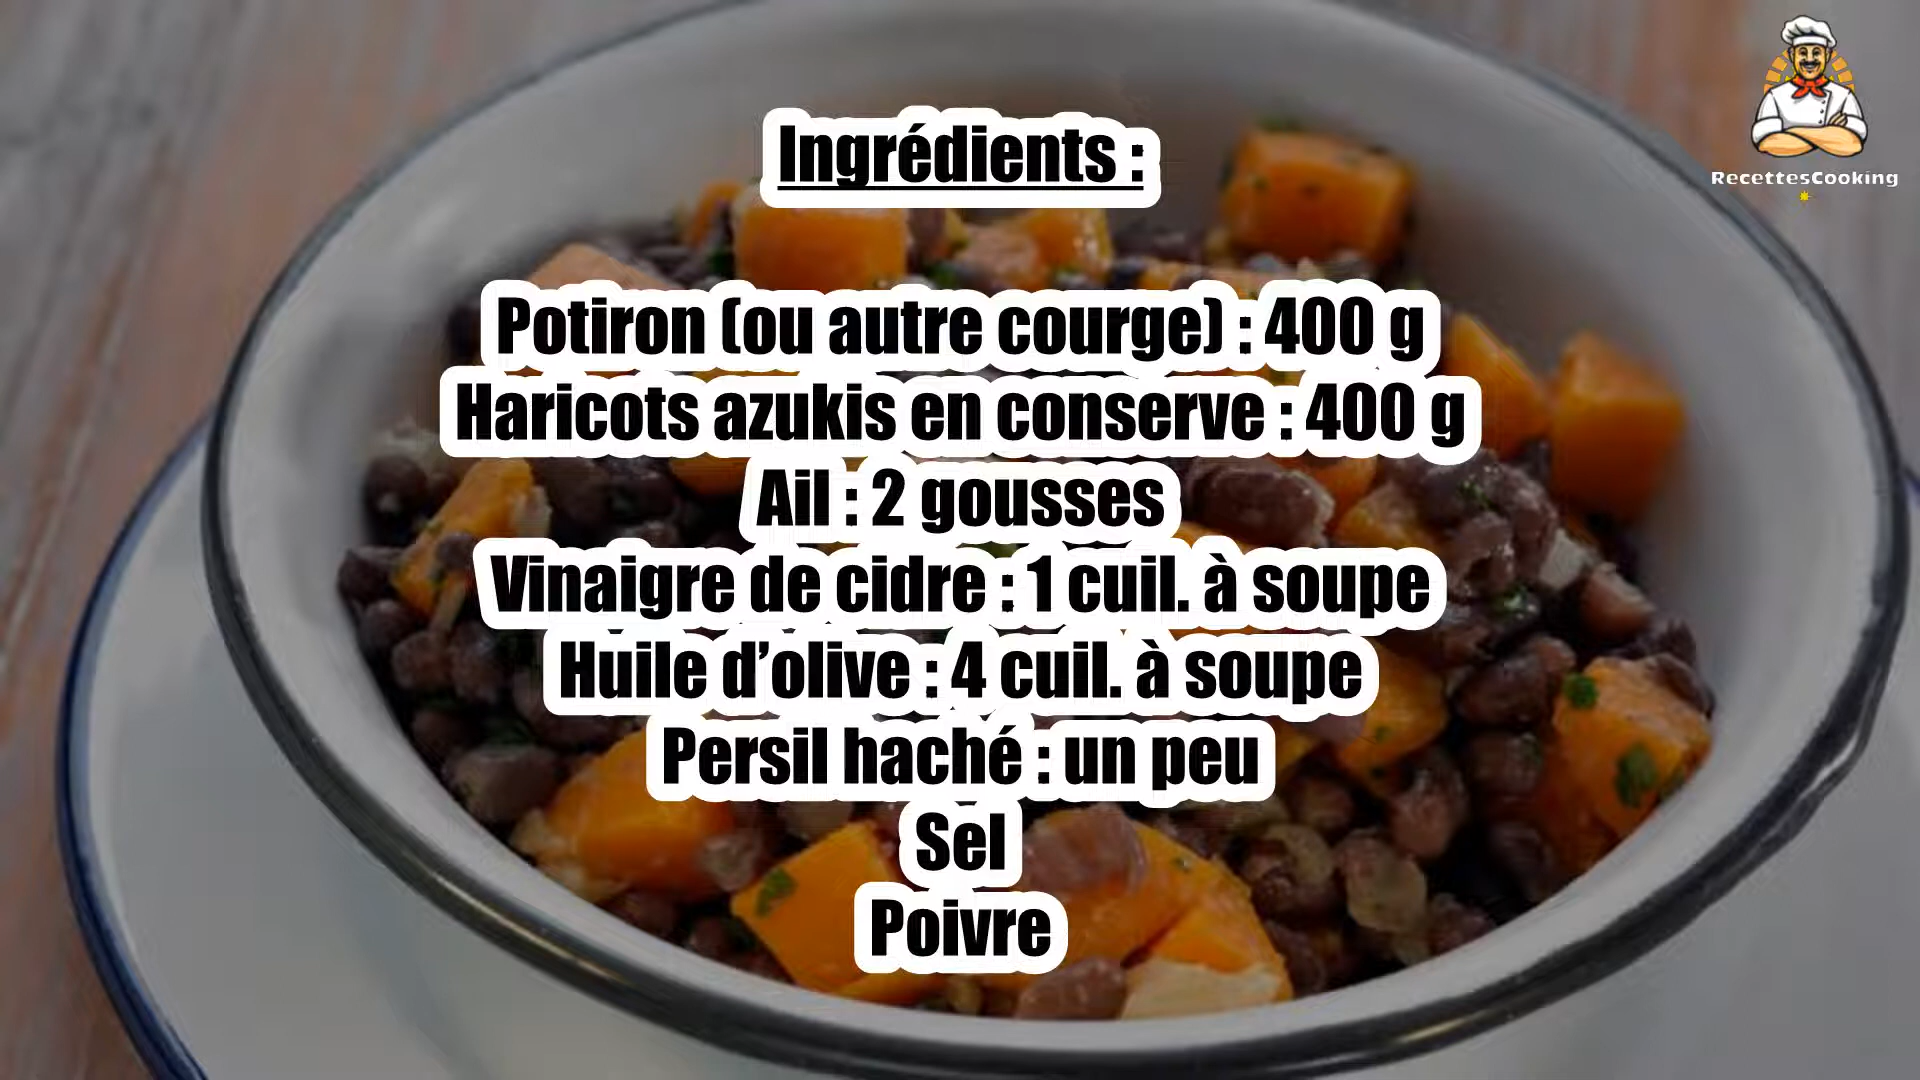 Ingrédients :
RecettesCooking
Potiron (ou autre courge) : 400 g
Haricots azukis en conserve : 400 g
Ail : 2 gousses
Vinaigre de cidre : 1 cuil. à soupe
Huile d’olive : 4 cuil. à soupe
Persil haché : un peu
Sel
Poivre